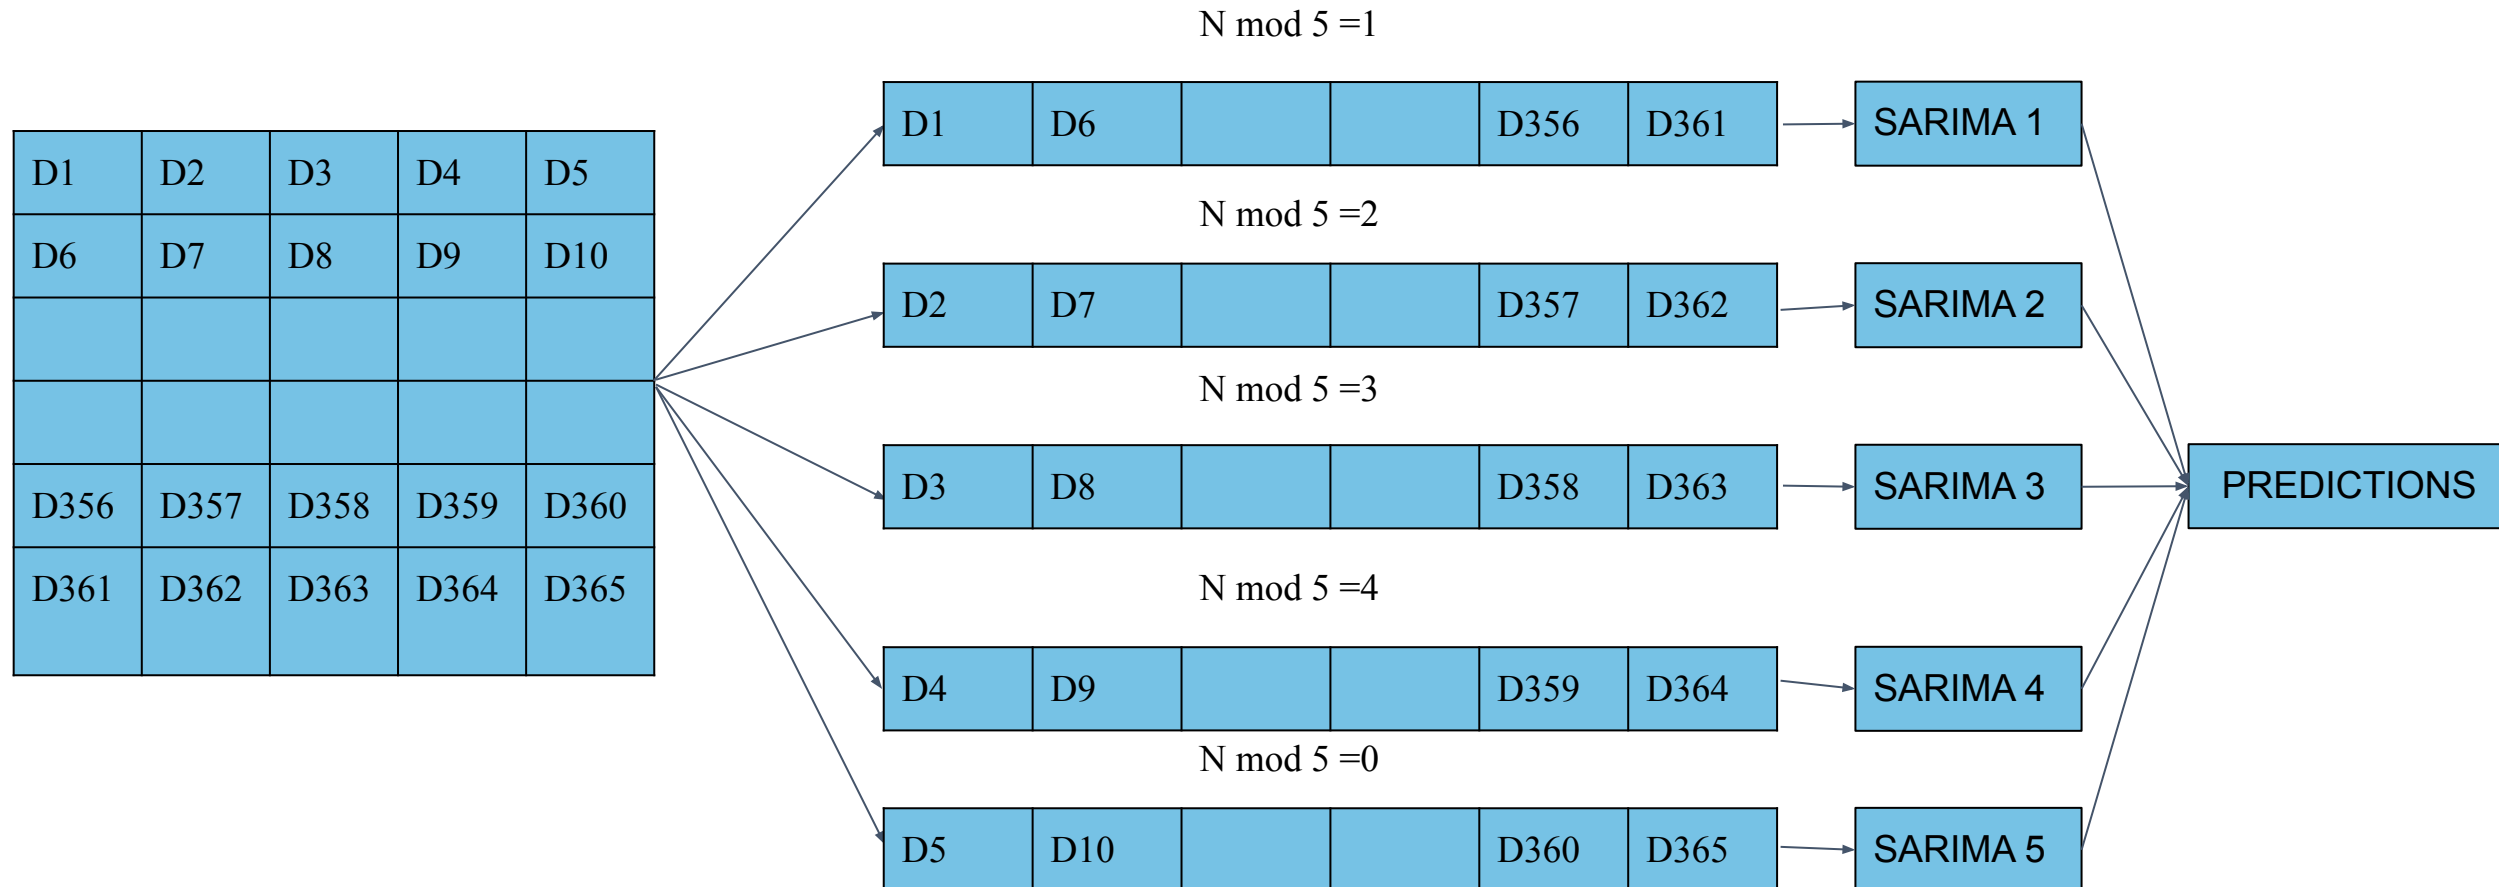 D1 D2 D3 D4 D5
D6 D7 D8 D9 D10
D356 D357 D358 D359 D360
D361 D362 D363 D364 D365
N mod 5 =1
D1 D6 D356 D361
SARIMA 1
N mod 5 =2
D2 D7 D357 D362
SARIMA 2
N mod 5 =3
D3 D8 D358 D363
SARIMA 3
N mod 5 =4
D4 D9 D359 D364
SARIMA 4
N mod 5 =0
D5 D10 D360 D365
SARIMA 5
PREDICTIONS